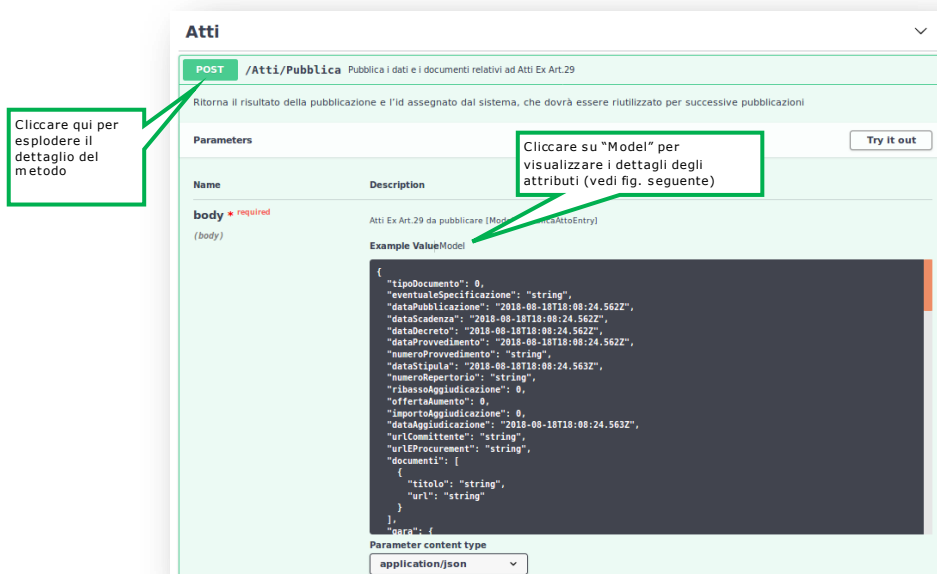 Atti
POST /Atti/Pubblica Pubblica i dati e i documenti relativi ad Atti Ex Art.29
Ritorna il risultato della pubblicazione e l'id assegnato dal sistema, che dovrà essere riutilizzato per successive pubblicazioni
Cliccare qui per
esplodere il
dettaglio del
metodo
Parameters
Try it out
Cliccare su "Model" per
visualizzare i dettagli degli
attributi (vedi fig. seguente)
Name Description
body * required
(body)
Atti Ex Art.29 da pubblicare
Example Value Model
{
"tipoDocumento": 0,
"eventualeSpecificazione": "string",
"dataPubblicazione": "2018-08-18T18:08:24.562Z",
"dataScadenza": "2018-08-18T18:08:24.562Z",
"dataDecreto": "2018-08-18T18:08:24.562Z",
"dataProvvedimento": "2018-08-18T18:08:24.562Z",
"numeroProvvedimento": "string",
"dataStipula": "2018-08-18T18:08:24.563Z",
"numeroRepertorio": "string",
"ribassoAggiudicazione": 0,
"offertaAumento": 0,
"importoAggiudicazione": 0,
"dataAggiudicazione": "2018-08-18T18:08:24.563Z",
"urlCommittente": "string",
"urlEProcurement": "string",
"documenti": [
{
"titolo": "string",
"url": "string"
}
],
"gara": {
Parameter content type
application/json